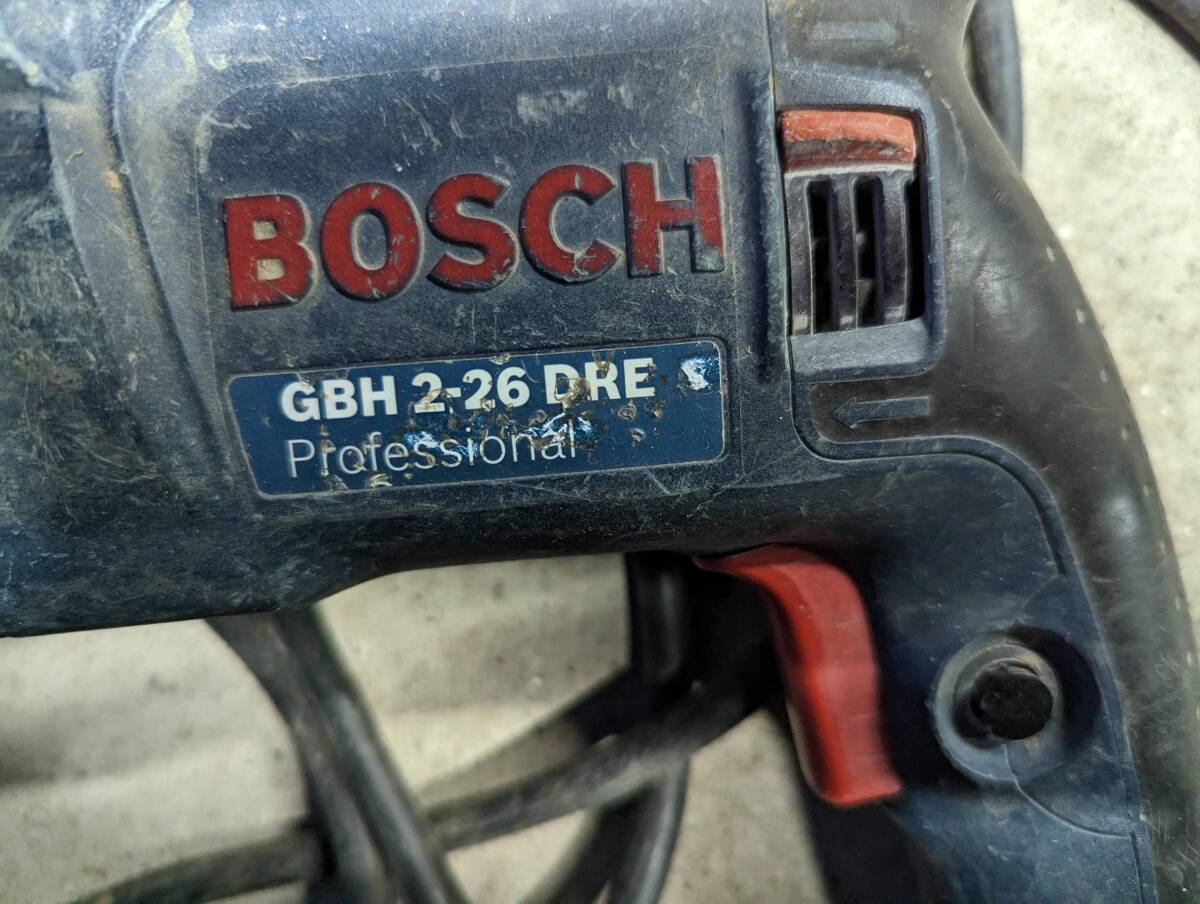 BOSCH
GBH 2-26 DRE
Professional